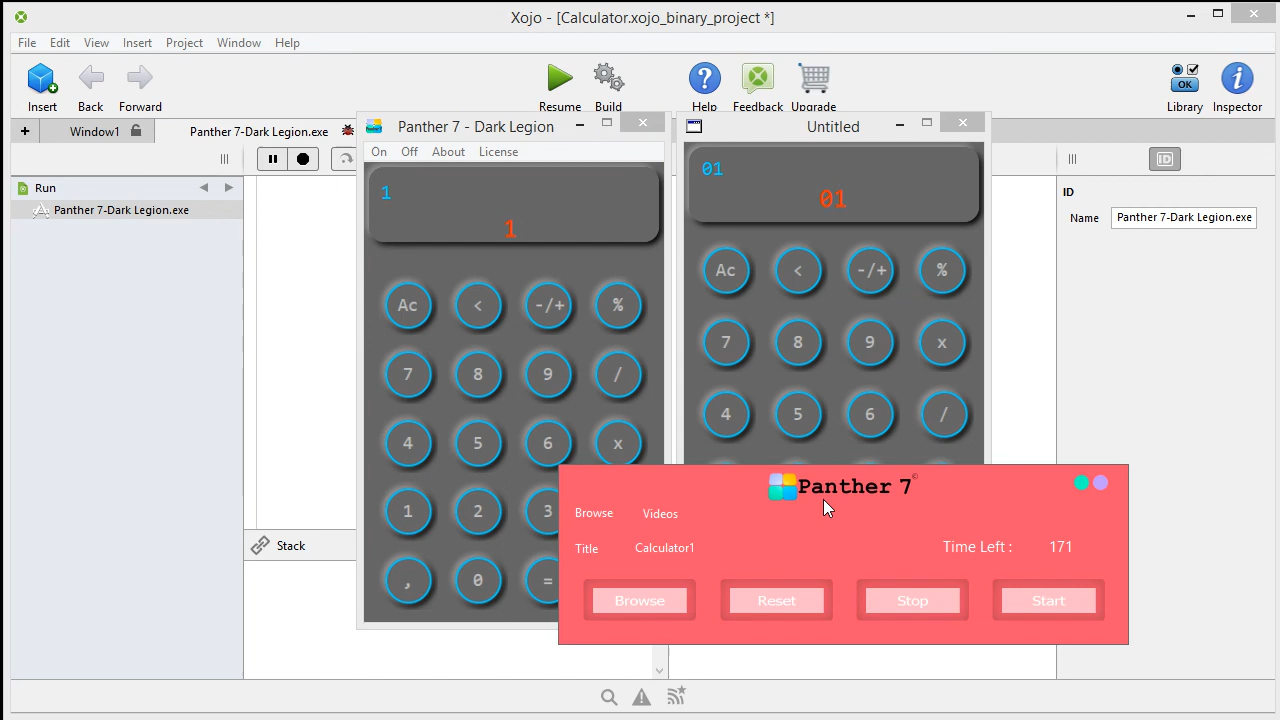 Xojo - [Calculator.xojo_binary_project *]
File Edit View Insert Project Window Help
Insert Back Forward Resume Build Help Feedback Upgrade Library Inspector
OK
+ Window1 Panther 7-Dark Legion.exe
Panther 7 - Dark Legion
On Off About License
1
1
Ac < -/+ %
7 8 9 /
4 5 6 x
1 2 3
, 0 =
Untitled
01
01
Ac < -/+ %
7 8 9 x
4 5 6 /
Run
Panther 7-Dark Legion.exe
Stack
ID
ID
Name Panther 7-Dark Legion.exe
Panther 7©
Browse Videos
Title Calculator1 Time Left : 171
Browse Reset Stop Start